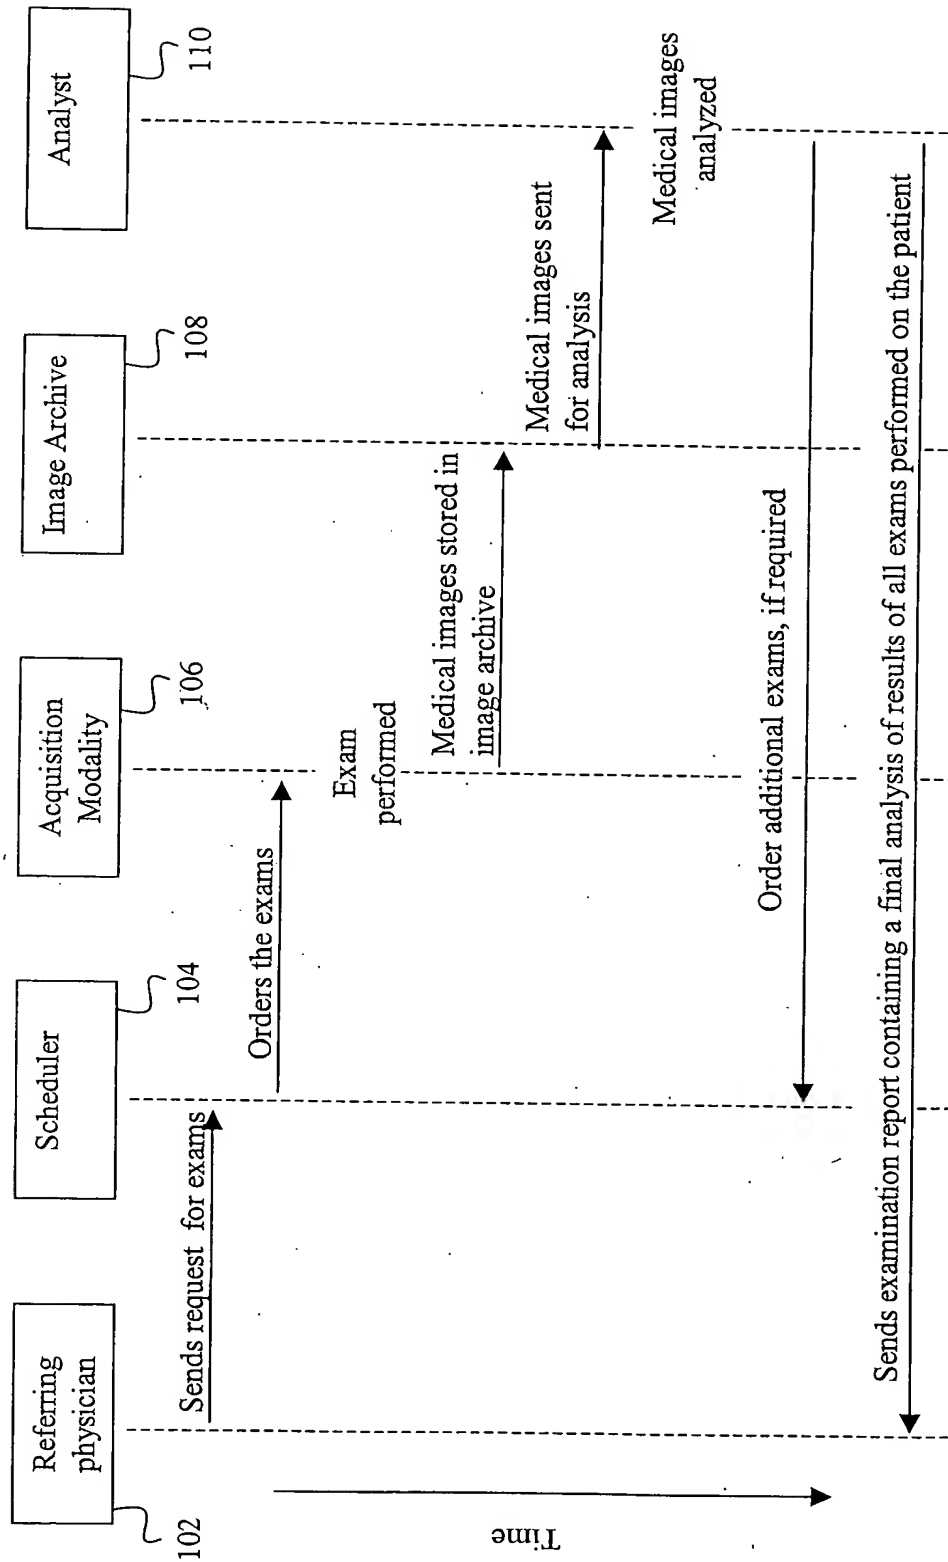 Referring
physician
102
Scheduler
104
Acquisition
Modality
106
Image Archive
108
Analyst
110
Time
Sends request for exams
Orders the exams
Exam
performed
Medical images stored in
image archive
Medical images sent
for analysis
Medical images
analyzed
Order additional exams, if required
Sends examination report containing a final analysis of results of all exams performed on the patient